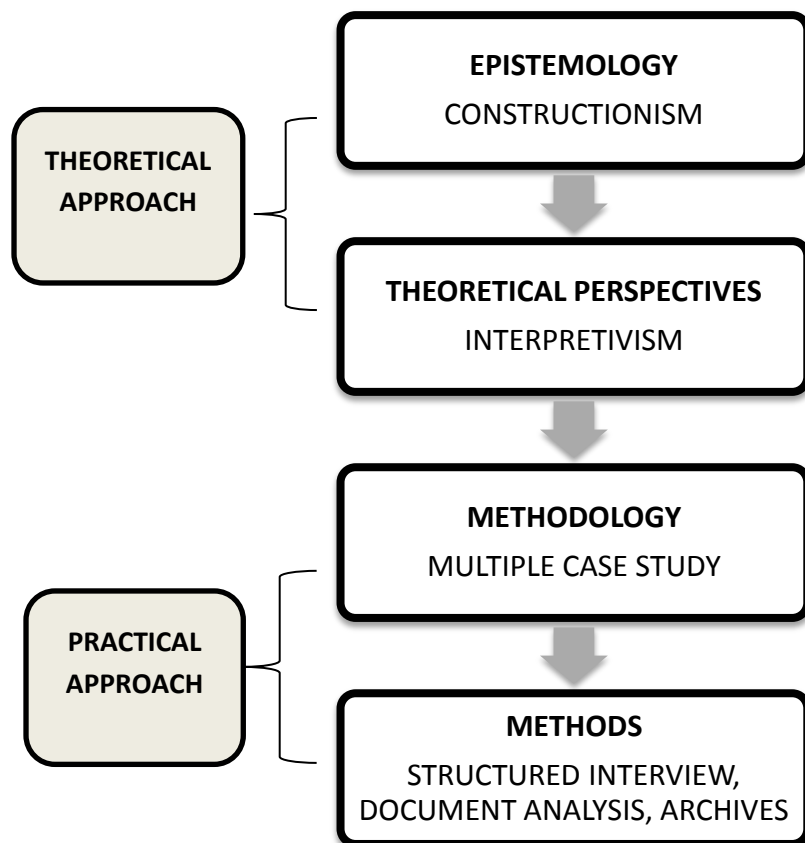 EPISTEMOLOGY
CONSTRUCTIONISM
THEORETICAL
APPROACH
THEORETICAL PERSPECTIVES
INTERPRETIVISM
METHODOLOGY
MULTIPLE CASE STUDY
PRACTICAL
APPROACH
METHODS
STRUCTURED INTERVIEW,
DOCUMENT ANALYSIS, ARCHIVES